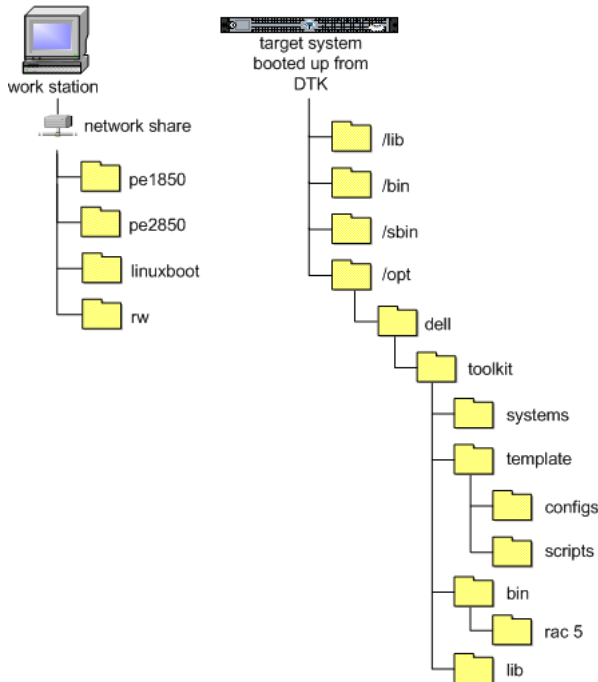 work station
network share
pe1850
pe2850
linuxboot
rw
target system
booted up from
DTK
/lib
/bin
/sbin
/opt
dell
toolkit
systems
template
configs
scripts
bin
rac 5
lib